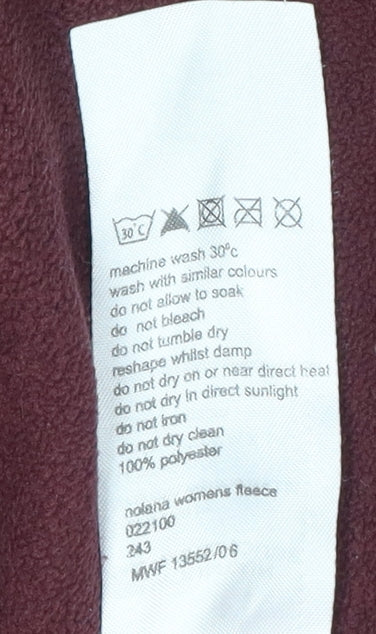 30°C
machine wash 30°c
wash with similar colours
do not allow to soak
do not bleach
do not tumble dry
reshape whilst damp
do not dry on or near direct heat
do not dry in direct sunlight
do not iron
do not dry clean
100% polyester
nolana womens fleece
022100
243
MWF 13552/06